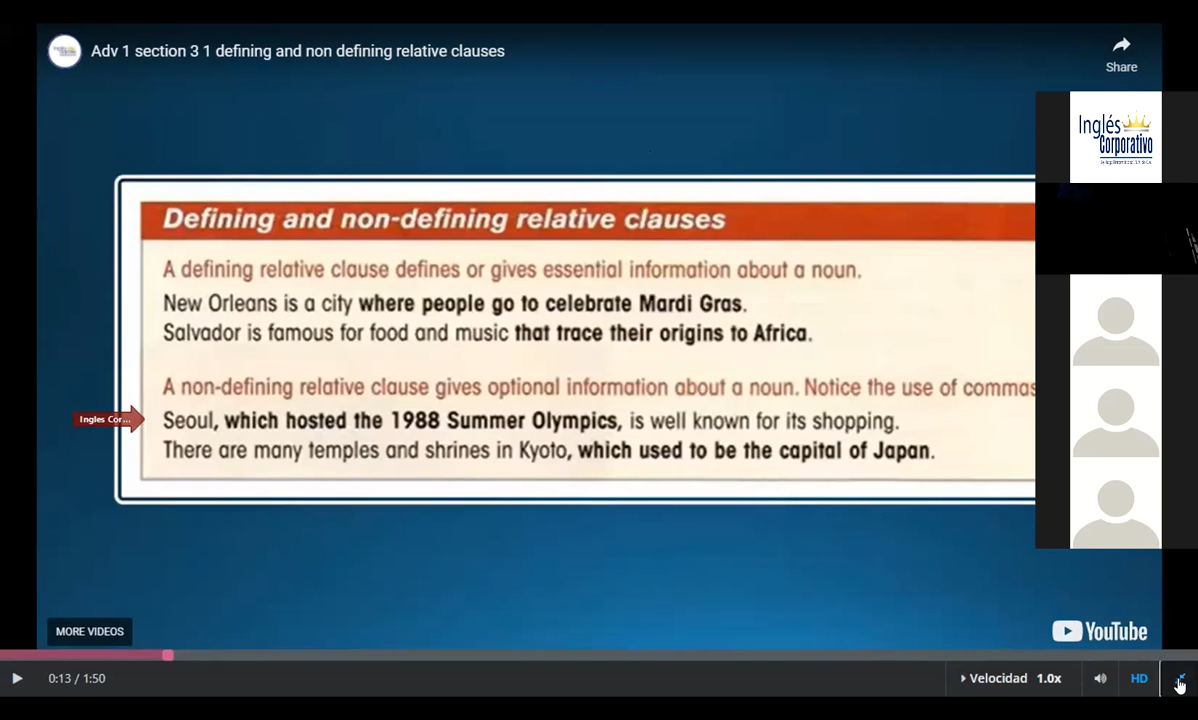 Adv 1 section 3 1 defining and non defining relative clauses
Share
Inglés
Corporativo
Defining and non-defining relative clauses
A defining relative clause defines or gives essential information about a noun.
New Orleans is a city where people go to celebrate Mardi Gras.
Salvador is famous for food and music that trace their origins to Africa.
A non-defining relative clause gives optional information about a noun. Notice the use of commas
Ingles Cor...
Seoul, which hosted the 1988 Summer Olympics, is well known for its shopping.
There are many temples and shrines in Kyoto, which used to be the capital of Japan.
MORE VIDEOS
YouTube
0:13 / 1:50
Velocidad 1.0x
HD